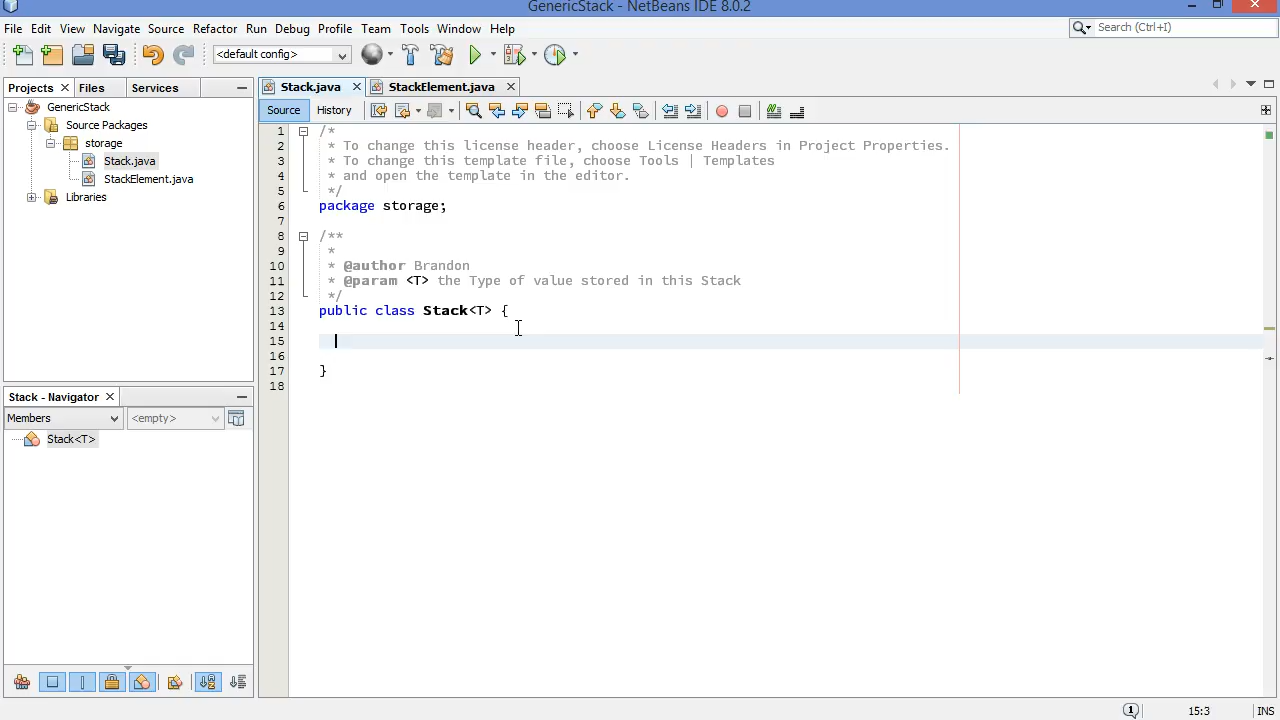 GenericStack - NetBeans IDE 8.0.2
File Edit View Navigate Source Refactor Run Debug Profile Team Tools Window Help
Search (Ctrl+I)
<default config>
Projects Files Services
GenericStack
Source Packages
storage
Stack.java
StackElement.java
Libraries
Stack - Navigator
Members <empty>
Stack<T>
Stack.java StackElement.java
Source History
1 /*
2 * To change this license header, choose License Headers in Project Properties.
3 * To change this template file, choose Tools | Templates
4 * and open the template in the editor.
5 */
6 package storage;
7
8 /**
9 *
10 * @author Brandon
11 * @param <T> the Type of value stored in this Stack
12 */
13 public class Stack<T> {
14
15
16
17 }
18
15:3 INS